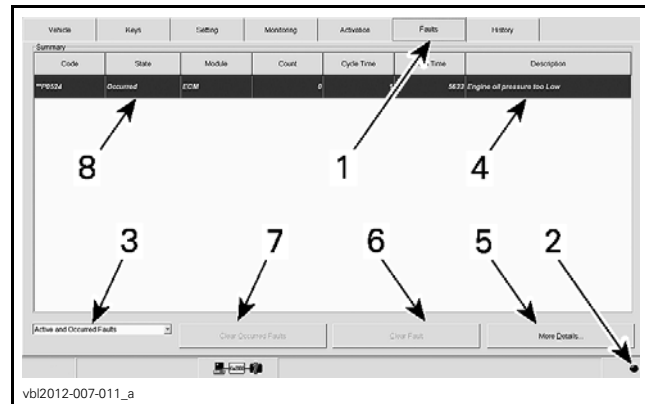 Vehicle Keys Setting Monitoring Activation Faults History
Summary
Code State Module Count Cycle Time Time Description
**P0524 Occurred ECM 0 1 5633 Engine oil pressure too Low
8 1 4
3 7 6 5 2
Active and Occurred Faults Clear Occurred Faults Clear Fault More Details...
vbl2012-007-011_a